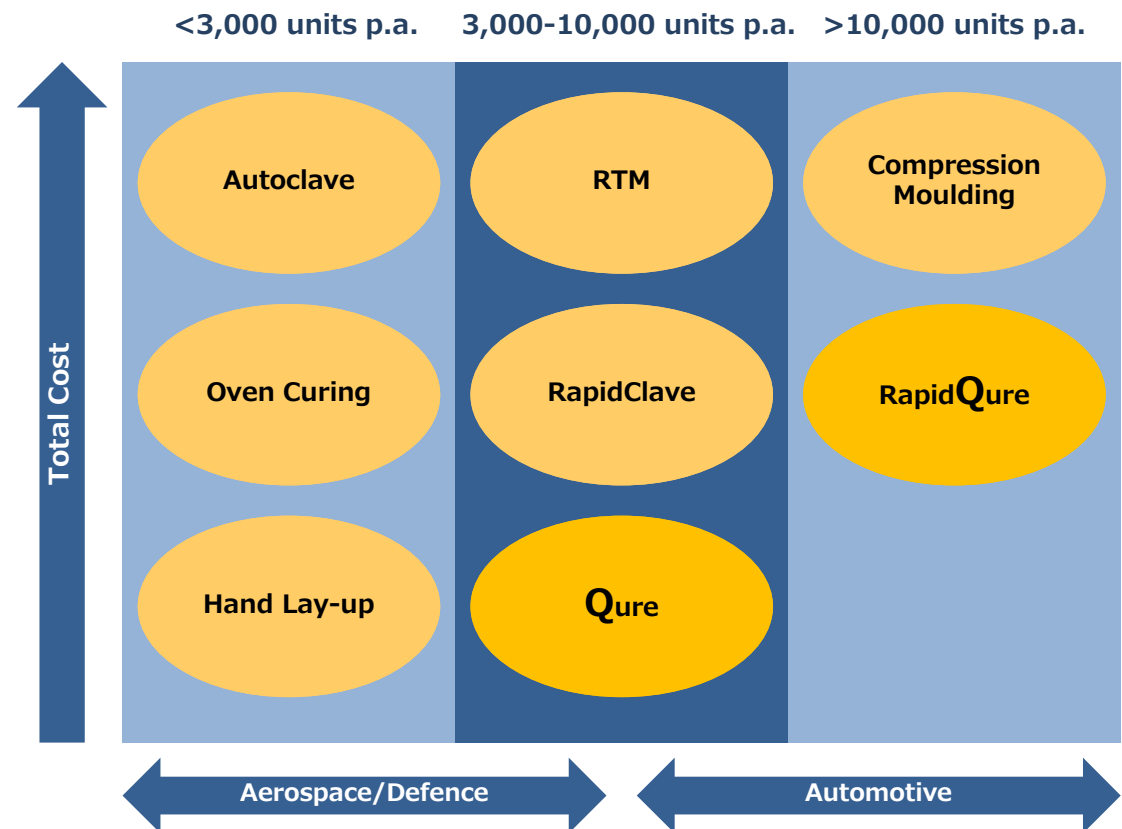 <3,000 units p.a.
3,000-10,000 units p.a.
>10,000 units p.a.
Total Cost
Autoclave
RTM
Compression
Moulding
Oven Curing
RapidClave
RapidQure
Hand Lay-up
Qure
Aerospace/Defence
Automotive